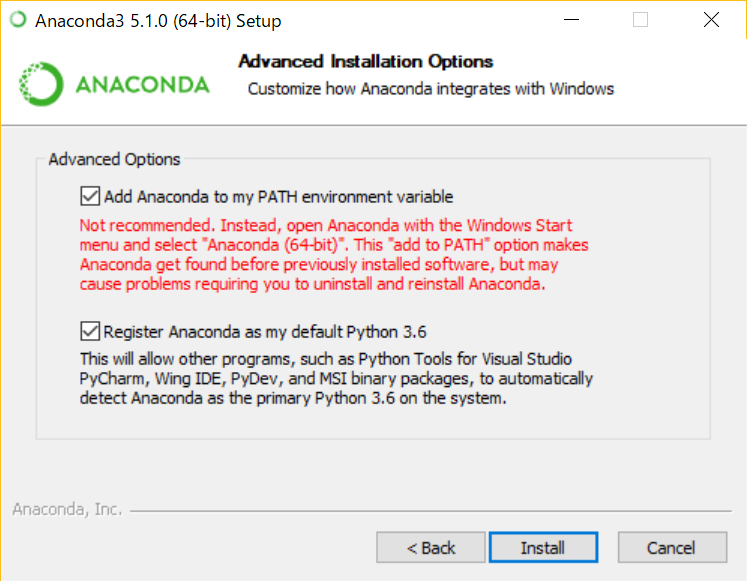 Anaconda3 5.1.0 (64-bit) Setup
ANACONDA
Advanced Installation Options
Customize how Anaconda integrates with Windows
Advanced Options
Add Anaconda to my PATH environment variable
Not recommended. Instead, open Anaconda with the Windows Start
menu and select "Anaconda (64-bit)". This "add to PATH" option makes
Anaconda get found before previously installed software, but may
cause problems requiring you to uninstall and reinstall Anaconda.
Register Anaconda as my default Python 3.6
This will allow other programs, such as Python Tools for Visual Studio
PyCharm, Wing IDE, PyDev, and MSI binary packages, to automatically
detect Anaconda as the primary Python 3.6 on the system.
Anaconda, Inc.
< Back
Install
Cancel